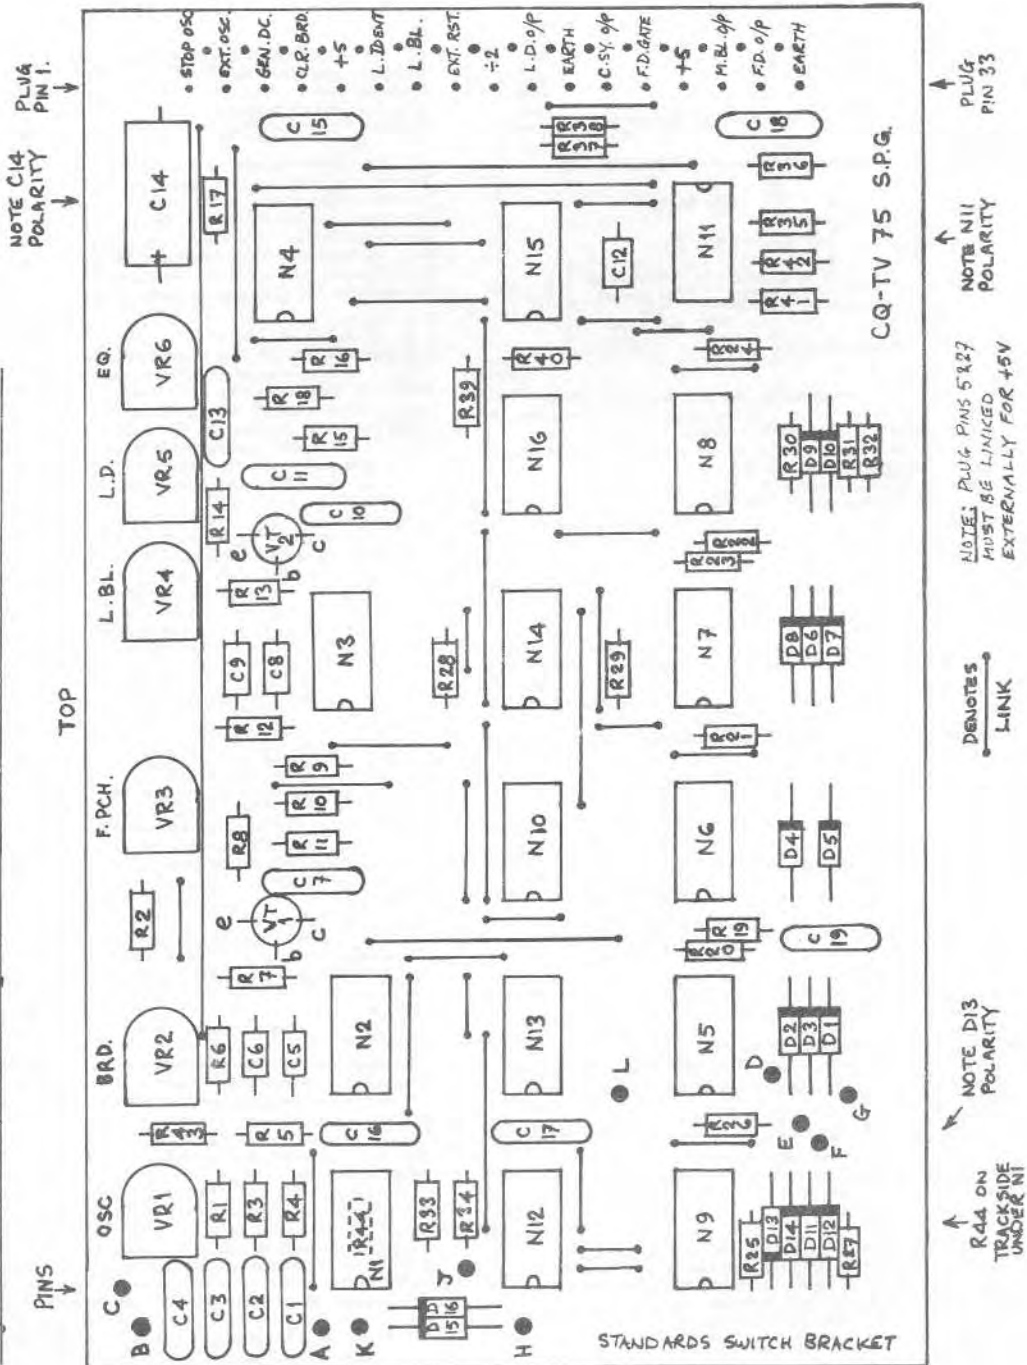 TOP
NOTE C14
POLARITY
PLUG
PIN 1.
PINS
OSC
BRD.
F. PCH.
L. BL.
L. D.
EQ.
STOP OSC
EXT. OSC.
GEN. DC.
CLR. BRD.
+5
L. IDENT
L. BL.
EXT. RST.
÷2
L.D. O/P
EARTH
C.SY. O/P
F.D. GATE
+5
M.BL. O/P
F.D. O/P
EARTH
VR1
VR2
VR3
VR4
VR5
VR6
C14
+
B
C
C4
C3
C2
C1
R1
R3
R4
R43
R5
R6
C6
C5
R2
R7
VT1
e
b
c
R8
C7
R11
R10
R9
R12
C9
C8
R13
VT2
e
b
c
R14
C13
C11
C10
R15
R18
R16
R17
C15
A
K
N1
R44
C16
N2
N3
N4
D15
D16
J
H
R33
R34
R28
R39
N12
C17
N13
N10
N14
N16
R40
N15
R37
R38
L
R29
C12
N9
R26
N5
R20
R19
N6
R21
N7
R23
R22
N8
R24
N11
C18
R25
D13
D14
D11
D12
R27
E
F
D
G
D2
D3
D1
C19
D4
D5
D8
D6
D7
R30
D9
D10
R31
R32
R41
R42
R35
R36
STANDARDS SWITCH BRACKET
CQ-TV 75 S.P.G.
R44 ON
TRACKSIDE
UNDER N1
NOTE D13
POLARITY
DENOTES
LINK
NOTE: PLUG PINS 5 & 27
MUST BE LINKED
EXTERNALLY FOR +5V
NOTE N11
POLARITY
PLUG
PIN 33